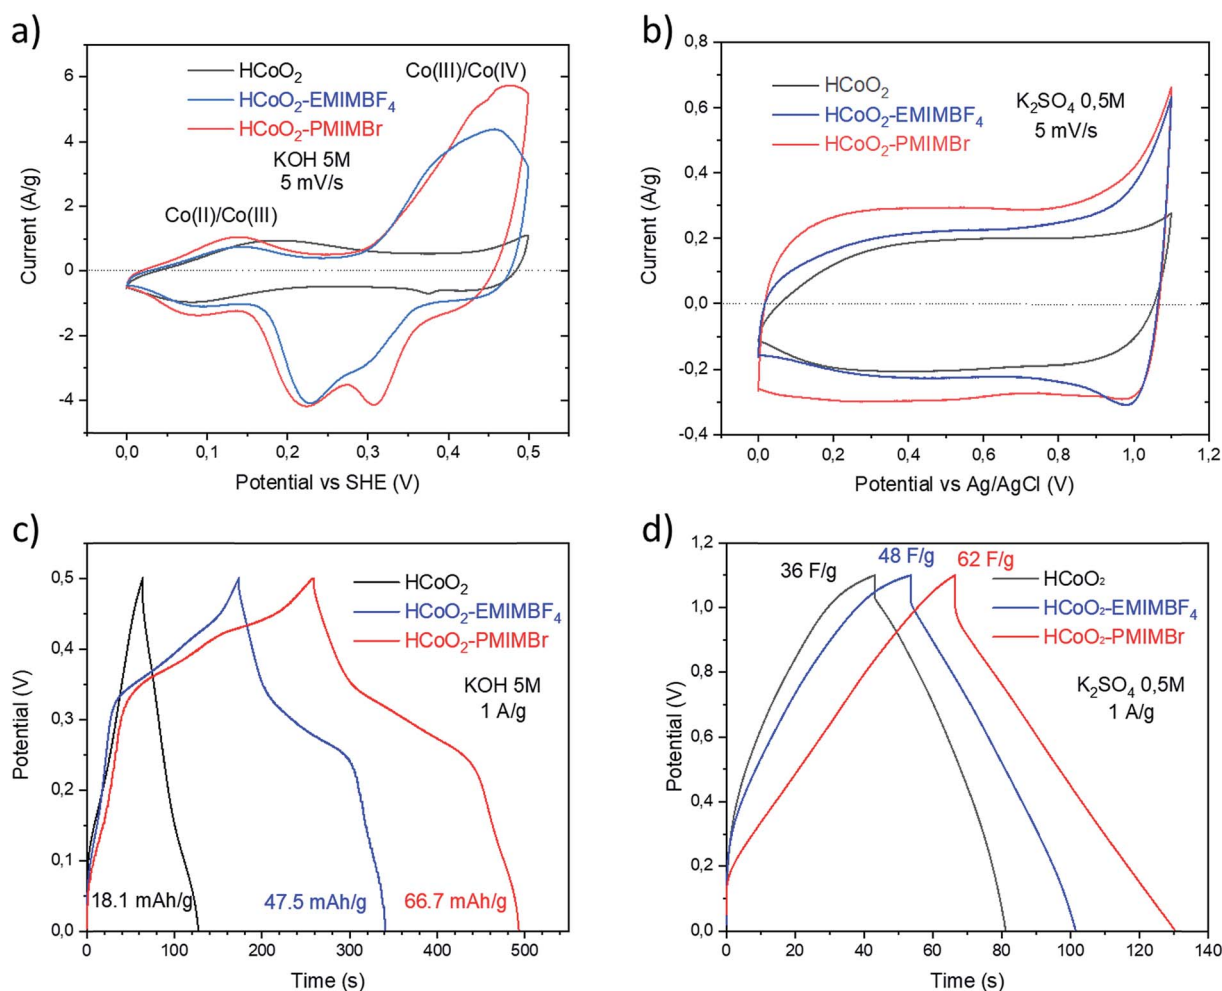 a)
HCoO₂
HCoO₂-EMIMBF₄
HCoO₂-PMIMBr
Co(III)/Co(IV)
KOH 5M
5 mV/s
Co(II)/Co(III)
6
4
2
0
-2
-4
Current (A/g)
0,0 0,1 0,2 0,3 0,4 0,5
Potential vs SHE (V)
b)
HCoO₂
HCoO₂-EMIMBF₄
HCoO₂-PMIMBr
K₂SO₄ 0,5M
5 mV/s
0,8
0,6
0,4
0,2
0,0
-0,2
-0,4
Current (A/g)
0,0 0,2 0,4 0,6 0,8 1,0 1,2
Potential vs Ag/AgCl (V)
c)
HCoO₂
HCoO₂-EMIMBF₄
HCoO₂-PMIMBr
KOH 5M
1 A/g
18.1 mAh/g 47.5 mAh/g 66.7 mAh/g
0,5
0,4
0,3
0,2
0,1
0,0
Potential (V)
0 100 200 300 400 500
Time (s)
d)
36 F/g 48 F/g 62 F/g
HCoO₂
HCoO₂-EMIMBF₄
HCoO₂-PMIMBr
K₂SO₄ 0,5M
1 A/g
1,2
1,0
0,8
0,6
0,4
0,2
0,0
Potential (V)
0 20 40 60 80 100 120 140
Time (s)